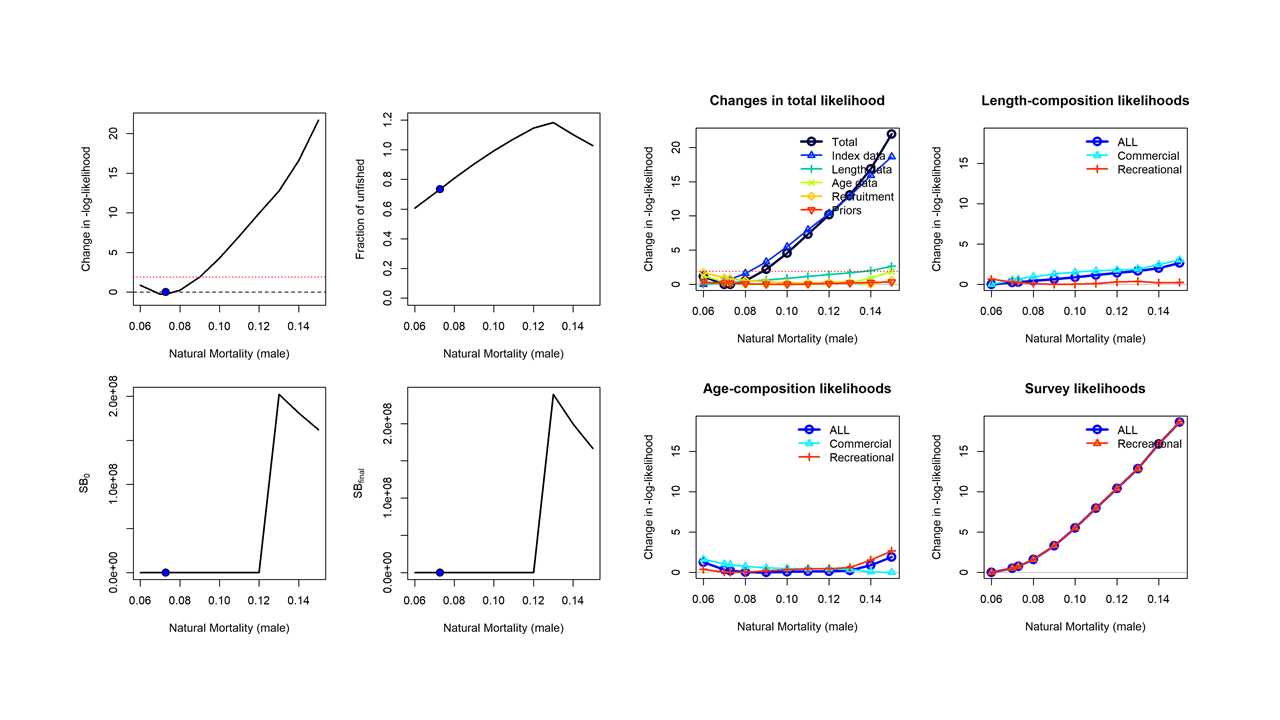 Change in -log-likelihood
0 5 10 15 20
0.06 0.08 0.10 0.12 0.14
Natural Mortality (male)
Fraction of unfished
0.0 0.2 0.4 0.6 0.8 1.0 1.2
0.06 0.08 0.10 0.12 0.14
Natural Mortality (male)
Changes in total likelihood
Change in -log-likelihood
0 5 10 15 20
Total
Index data
Length data
Age data
Recruitment
Priors
0.06 0.08 0.10 0.12 0.14
Natural Mortality (male)
Length-composition likelihoods
Change in -log-likelihood
0 5 10 15
ALL
Commercial
Recreational
0.06 0.08 0.10 0.12 0.14
Natural Mortality (male)
SB0
0.0e+00 1.0e+08 2.0e+08
0.06 0.08 0.10 0.12 0.14
Natural Mortality (male)
SBfinal
0.0e+00 1.0e+08 2.0e+08
0.06 0.08 0.10 0.12 0.14
Natural Mortality (male)
Age-composition likelihoods
Change in -log-likelihood
0 5 10 15
ALL
Commercial
Recreational
0.06 0.08 0.10 0.12 0.14
Natural Mortality (male)
Survey likelihoods
Change in -log-likelihood
0 5 10 15
ALL
Recreational
0.06 0.08 0.10 0.12 0.14
Natural Mortality (male)